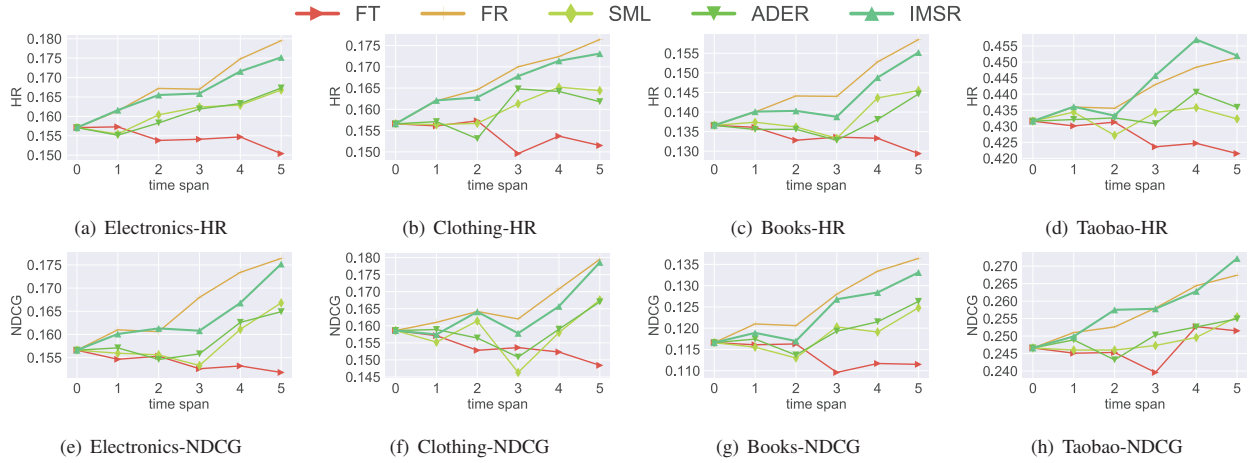 FT FR SML ADER IMSR
0.180
0.175
0.170
0.165
0.160
0.155
0.150
HR
0 1 2 3 4 5
time span
(a) Electronics-HR
0.175
0.170
0.165
0.160
0.155
0.150
HR
0 1 2 3 4 5
time span
(b) Clothing-HR
0.155
0.150
0.145
0.140
0.135
0.130
HR
0 1 2 3 4 5
time span
(c) Books-HR
0.455
0.450
0.445
0.440
0.435
0.430
0.425
0.420
HR
0 1 2 3 4 5
time span
(d) Taobao-HR
0.175
0.170
0.165
0.160
0.155
NDCG
0 1 2 3 4 5
time span
(e) Electronics-NDCG
0.180
0.175
0.170
0.165
0.160
0.155
0.150
0.145
NDCG
0 1 2 3 4 5
time span
(f) Clothing-NDCG
0.135
0.130
0.125
0.120
0.115
0.110
NDCG
0 1 2 3 4 5
time span
(g) Books-NDCG
0.270
0.265
0.260
0.255
0.250
0.245
0.240
NDCG
0 1 2 3 4 5
time span
(h) Taobao-NDCG